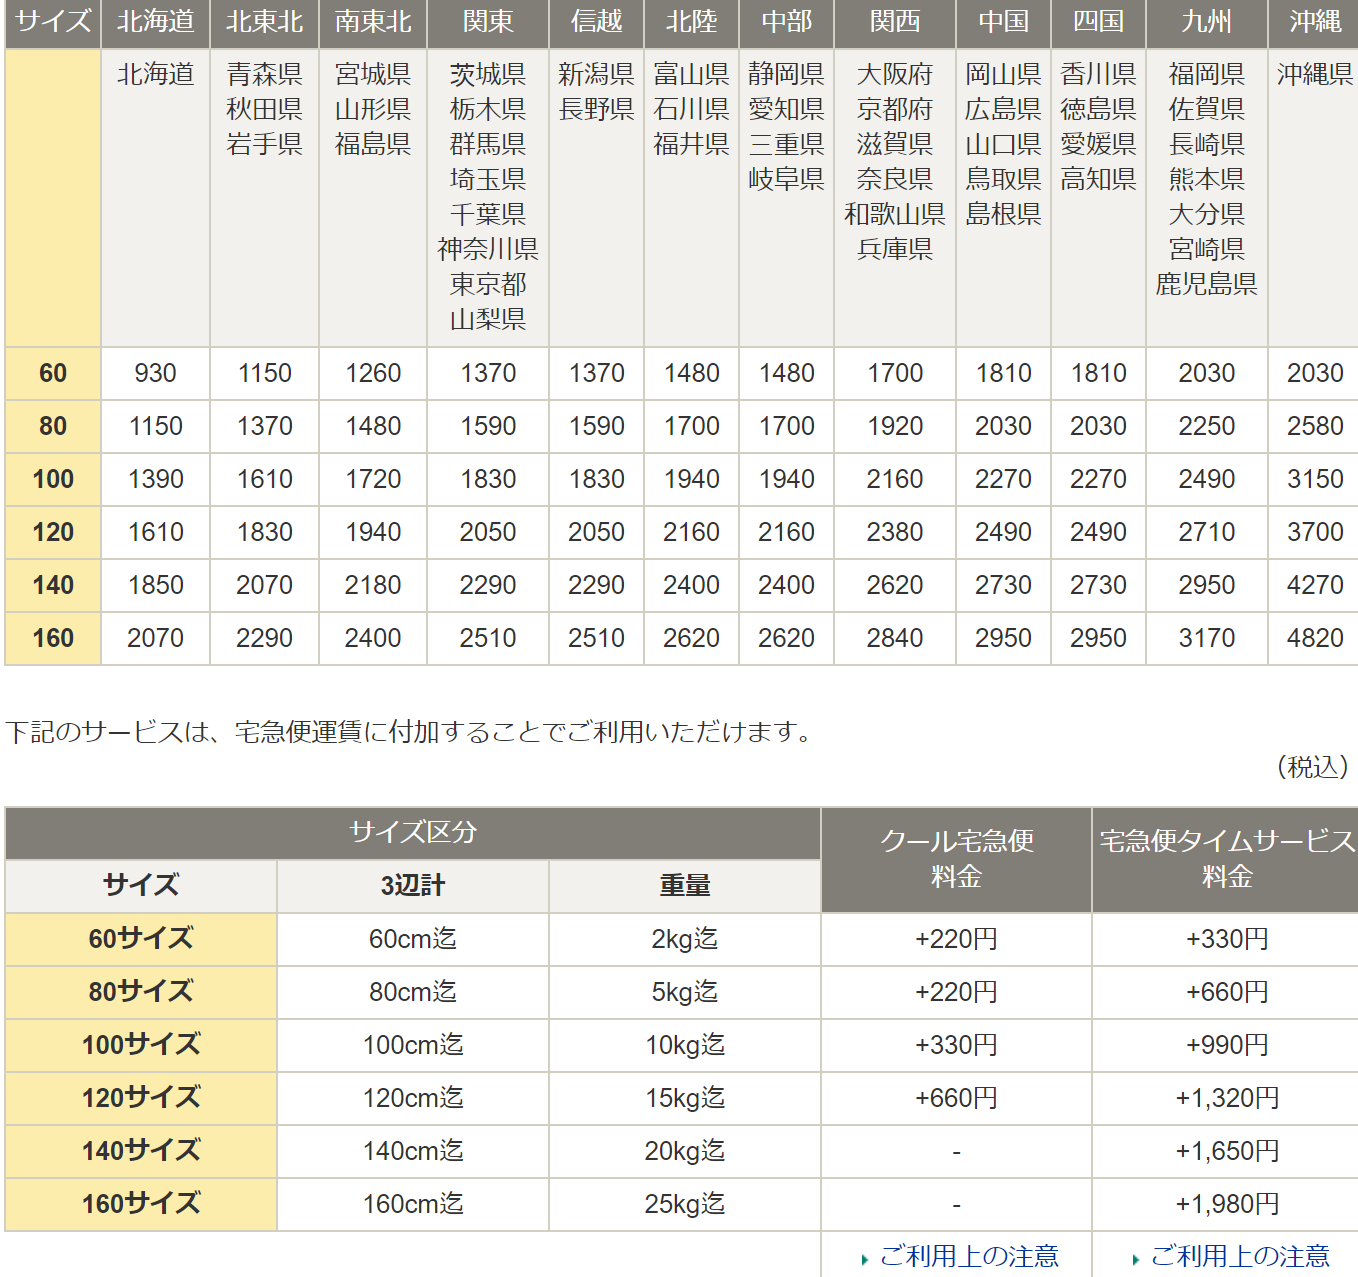 サイズ 北海道 北東北 南東北 関東 信越 北陸 中部 関西 中国 四国 九州 沖縄
北海道 青森県 宮城県 茨城県 新潟県 富山県 静岡県 大阪府 岡山県 香川県 福岡県 沖縄県
秋田県 山形県 栃木県 長野県 石川県 愛知県 京都府 広島県 徳島県 佐賀県
岩手県 福島県 群馬県 福井県 三重県 滋賀県 山口県 愛媛県 長崎県
埼玉県 岐阜県 奈良県 鳥取県 高知県 熊本県
千葉県 和歌山県 島根県 大分県
神奈川県 兵庫県 宮崎県
東京都 鹿児島県
山梨県
60 930 1150 1260 1370 1370 1480 1480 1700 1810 1810 2030 2030
80 1150 1370 1480 1590 1590 1700 1700 1920 2030 2030 2250 2580
100 1390 1610 1720 1830 1830 1940 1940 2160 2270 2270 2490 3150
120 1610 1830 1940 2050 2050 2160 2160 2380 2490 2490 2710 3700
140 1850 2070 2180 2290 2290 2400 2400 2620 2730 2730 2950 4270
160 2070 2290 2400 2510 2510 2620 2620 2840 2950 2950 3170 4820
下記のサービスは、宅急便運賃に付加することでご利用いただけます。
（税込）
サイズ区分 クール宅急便 宅急便タイムサービス
料金 料金
サイズ 3辺計 重量
60サイズ 60cm迄 2kg迄 +220円 +330円
80サイズ 80cm迄 5kg迄 +220円 +660円
100サイズ 100cm迄 10kg迄 +330円 +990円
120サイズ 120cm迄 15kg迄 +660円 +1,320円
140サイズ 140cm迄 20kg迄 - +1,650円
160サイズ 160cm迄 25kg迄 - +1,980円
ご利用上の注意 ご利用上の注意